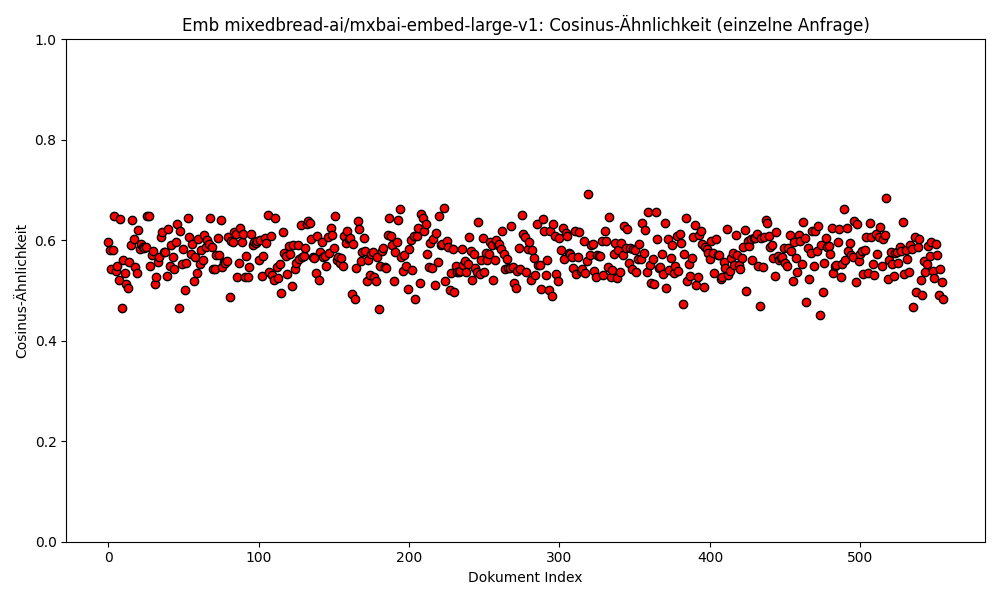 Emb mixedbread-ai/mxbai-embed-large-v1: Cosinus-Ähnlichkeit (einzelne Anfrage)
1.0
0.8
0.6
0.4
0.2
0.0
Cosinus-Ähnlichkeit
0 100 200 300 400 500
Dokument Index